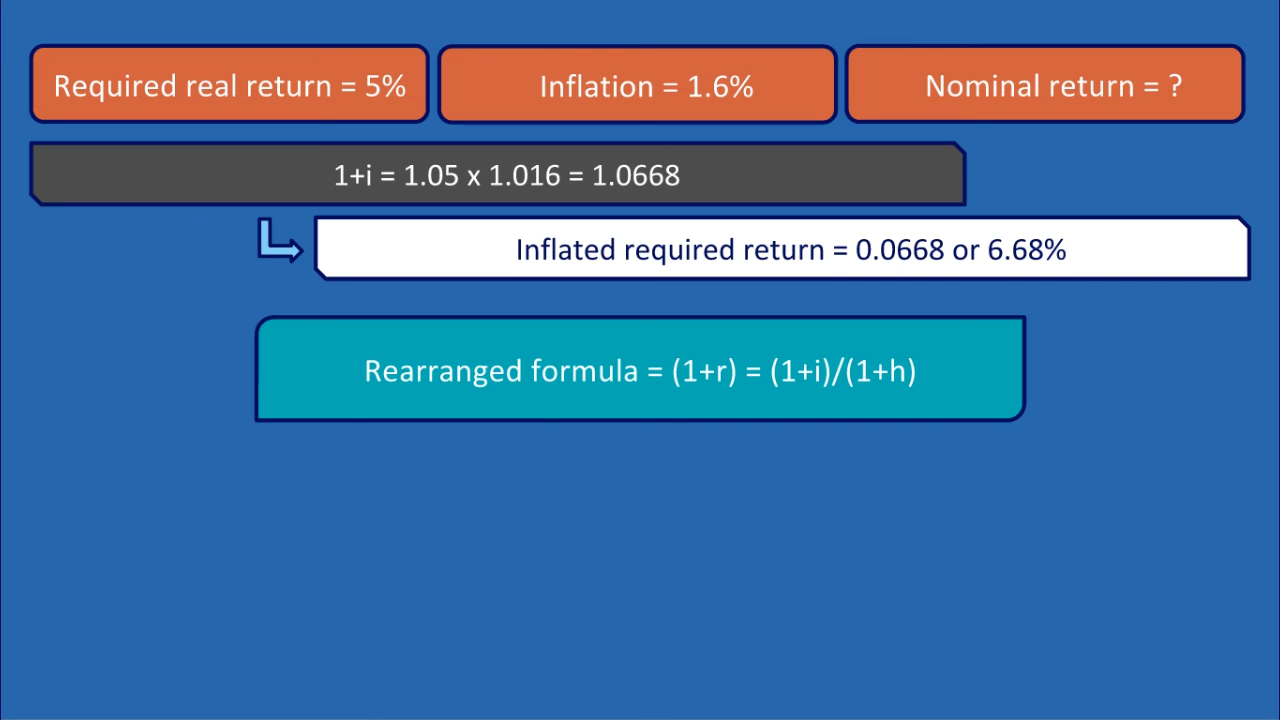 Required real return = 5%
Inflation = 1.6%
Nominal return = ?
1+i = 1.05 x 1.016 = 1.0668
Inflated required return = 0.0668 or 6.68%
Rearranged formula = (1+r) = (1+i)/(1+h)